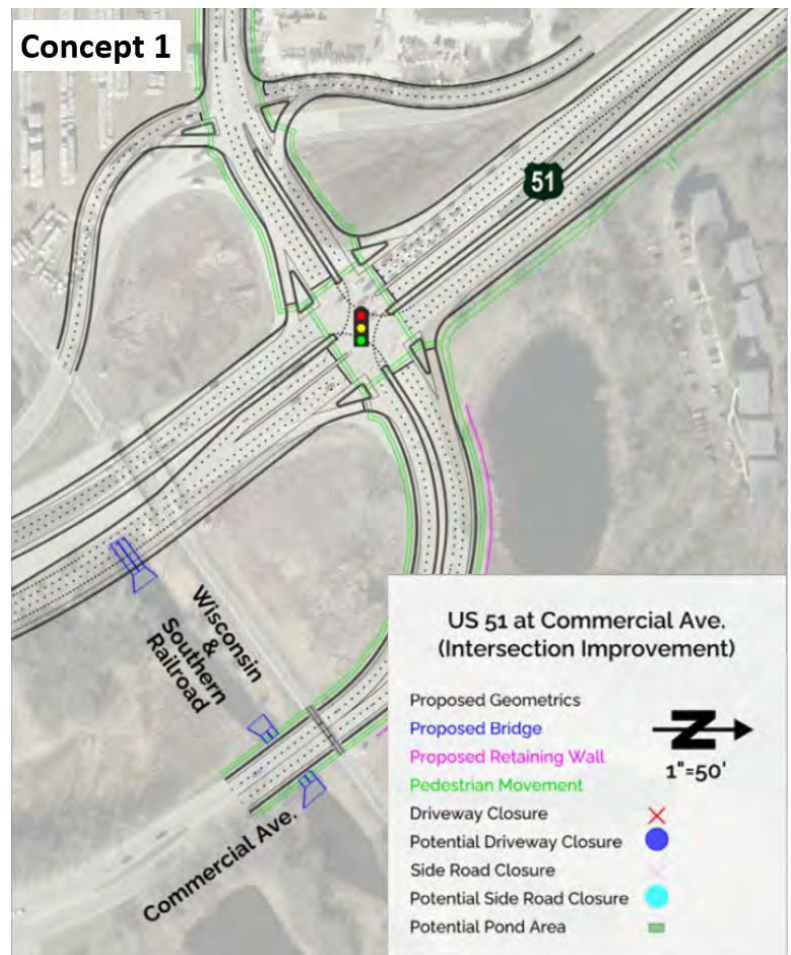 Concept 1
51
Wisconsin
&
Southern
Railroad
Commercial Ave.
US 51 at Commercial Ave.
(Intersection Improvement)
Proposed Geometrics
Proposed Bridge
Proposed Retaining Wall
Pedestrian Movement
Driveway Closure
Potential Driveway Closure
Side Road Closure
Potential Side Road Closure
Potential Pond Area
N
1"=50'